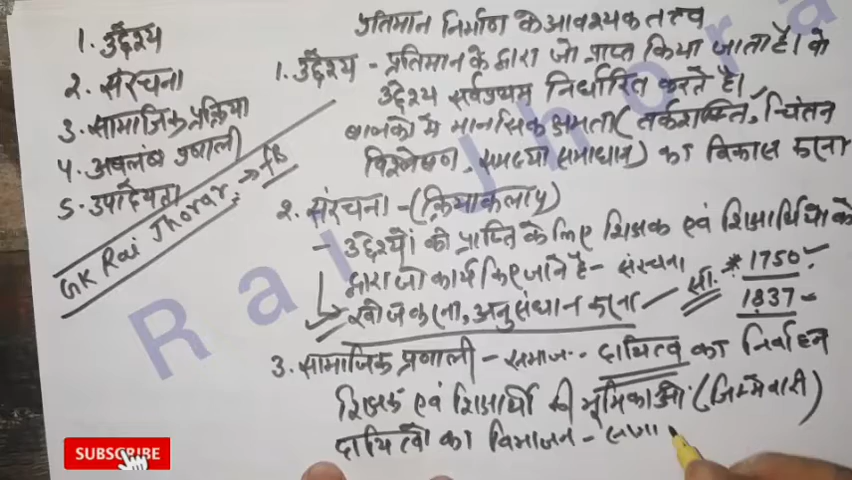 प्रतिमान निर्माण के आवश्यक तत्त्व
1. उद्देश्य
2. संरचना
3. सामाजिक प्रक्रिया
4. अवलंब प्रणाली
5. उपादेयता
GK Rai Jhorar → FB
1. उद्देश्य - प्रतिमान के द्वारा जो प्राप्त किया जाता है। के
उद्देश्य सर्वप्रथम निर्धारित करते है।
बालकों में मानसिक क्षमता (तर्कशक्ति, चिंतन
विश्लेषण, समस्या समाधान) का विकास करना
2. संरचना - (क्रियाकलाप)
- उद्देश्यों की प्राप्ति के लिए शिक्षक एवं शिक्षार्थियों के
द्वारा जो कार्य किए जाते है - संरचना
खोज करना, अनुसंधान करना
* 1750
1837
3. सामाजिक प्रणाली - समाज दायित्व का निर्वाहन
शिक्षक एवं शिक्षार्थी की भूमिकाओं (जिम्मेवारी)
दायित्वों का विभाजन -
Rai Jhora
SUBSCRIBE